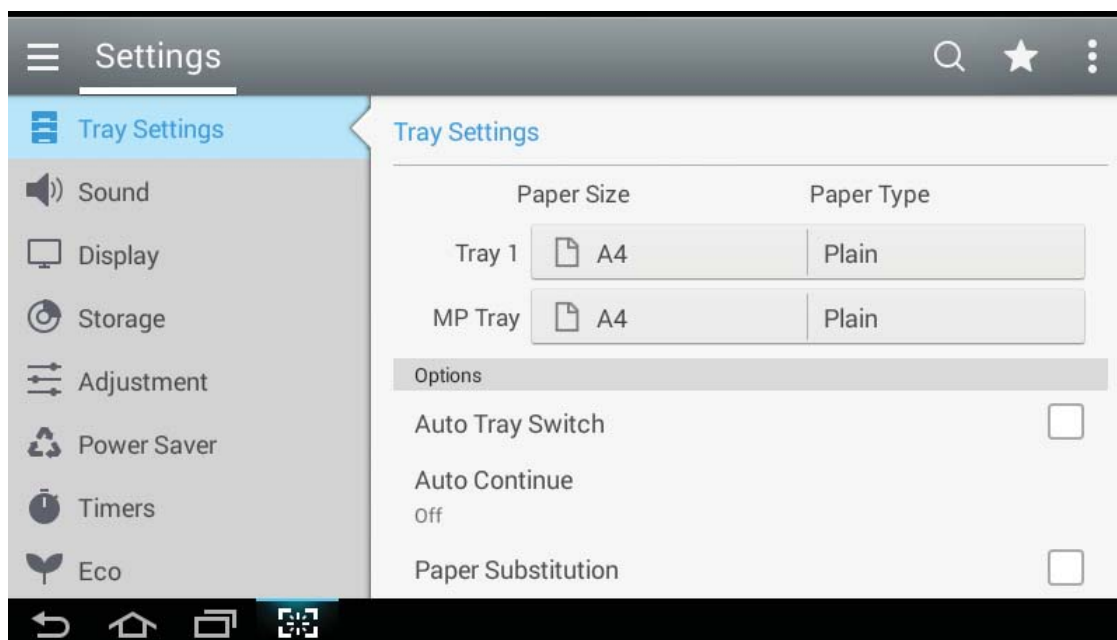 Settings
Tray Settings
Sound
Display
Storage
Adjustment
Power Saver
Timers
Eco
Tray Settings
Paper Size Paper Type
Tray 1 A4 Plain
MP Tray A4 Plain
Options
Auto Tray Switch
Auto Continue
Off
Paper Substitution